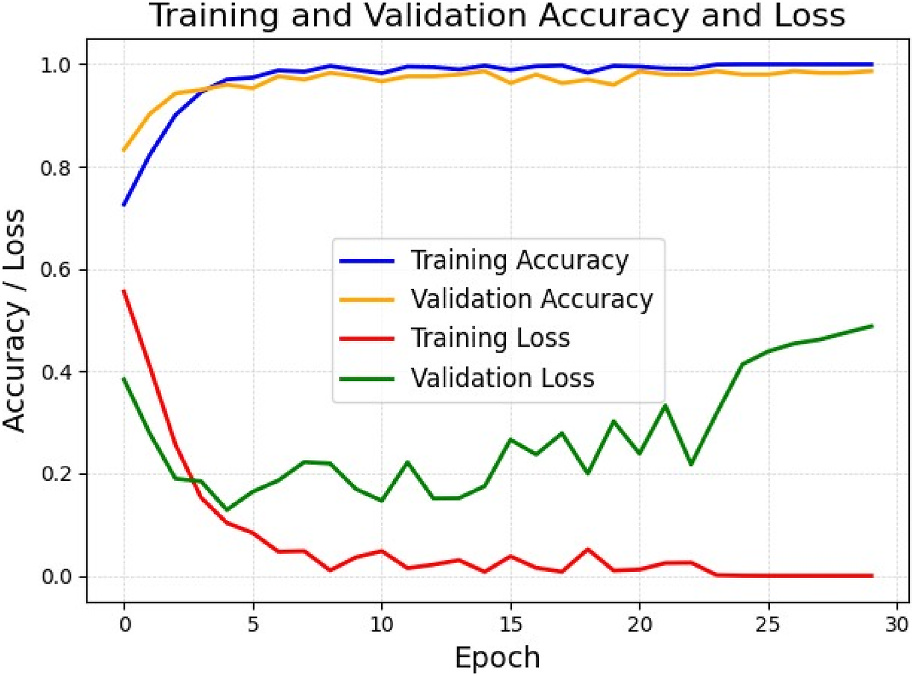 Training and Validation Accuracy and Loss
1.0
0.8
0.6
0.4
0.2
0.0
Accuracy / Loss
Training Accuracy
Validation Accuracy
Training Loss
Validation Loss
0 5 10 15 20 25 30
Epoch